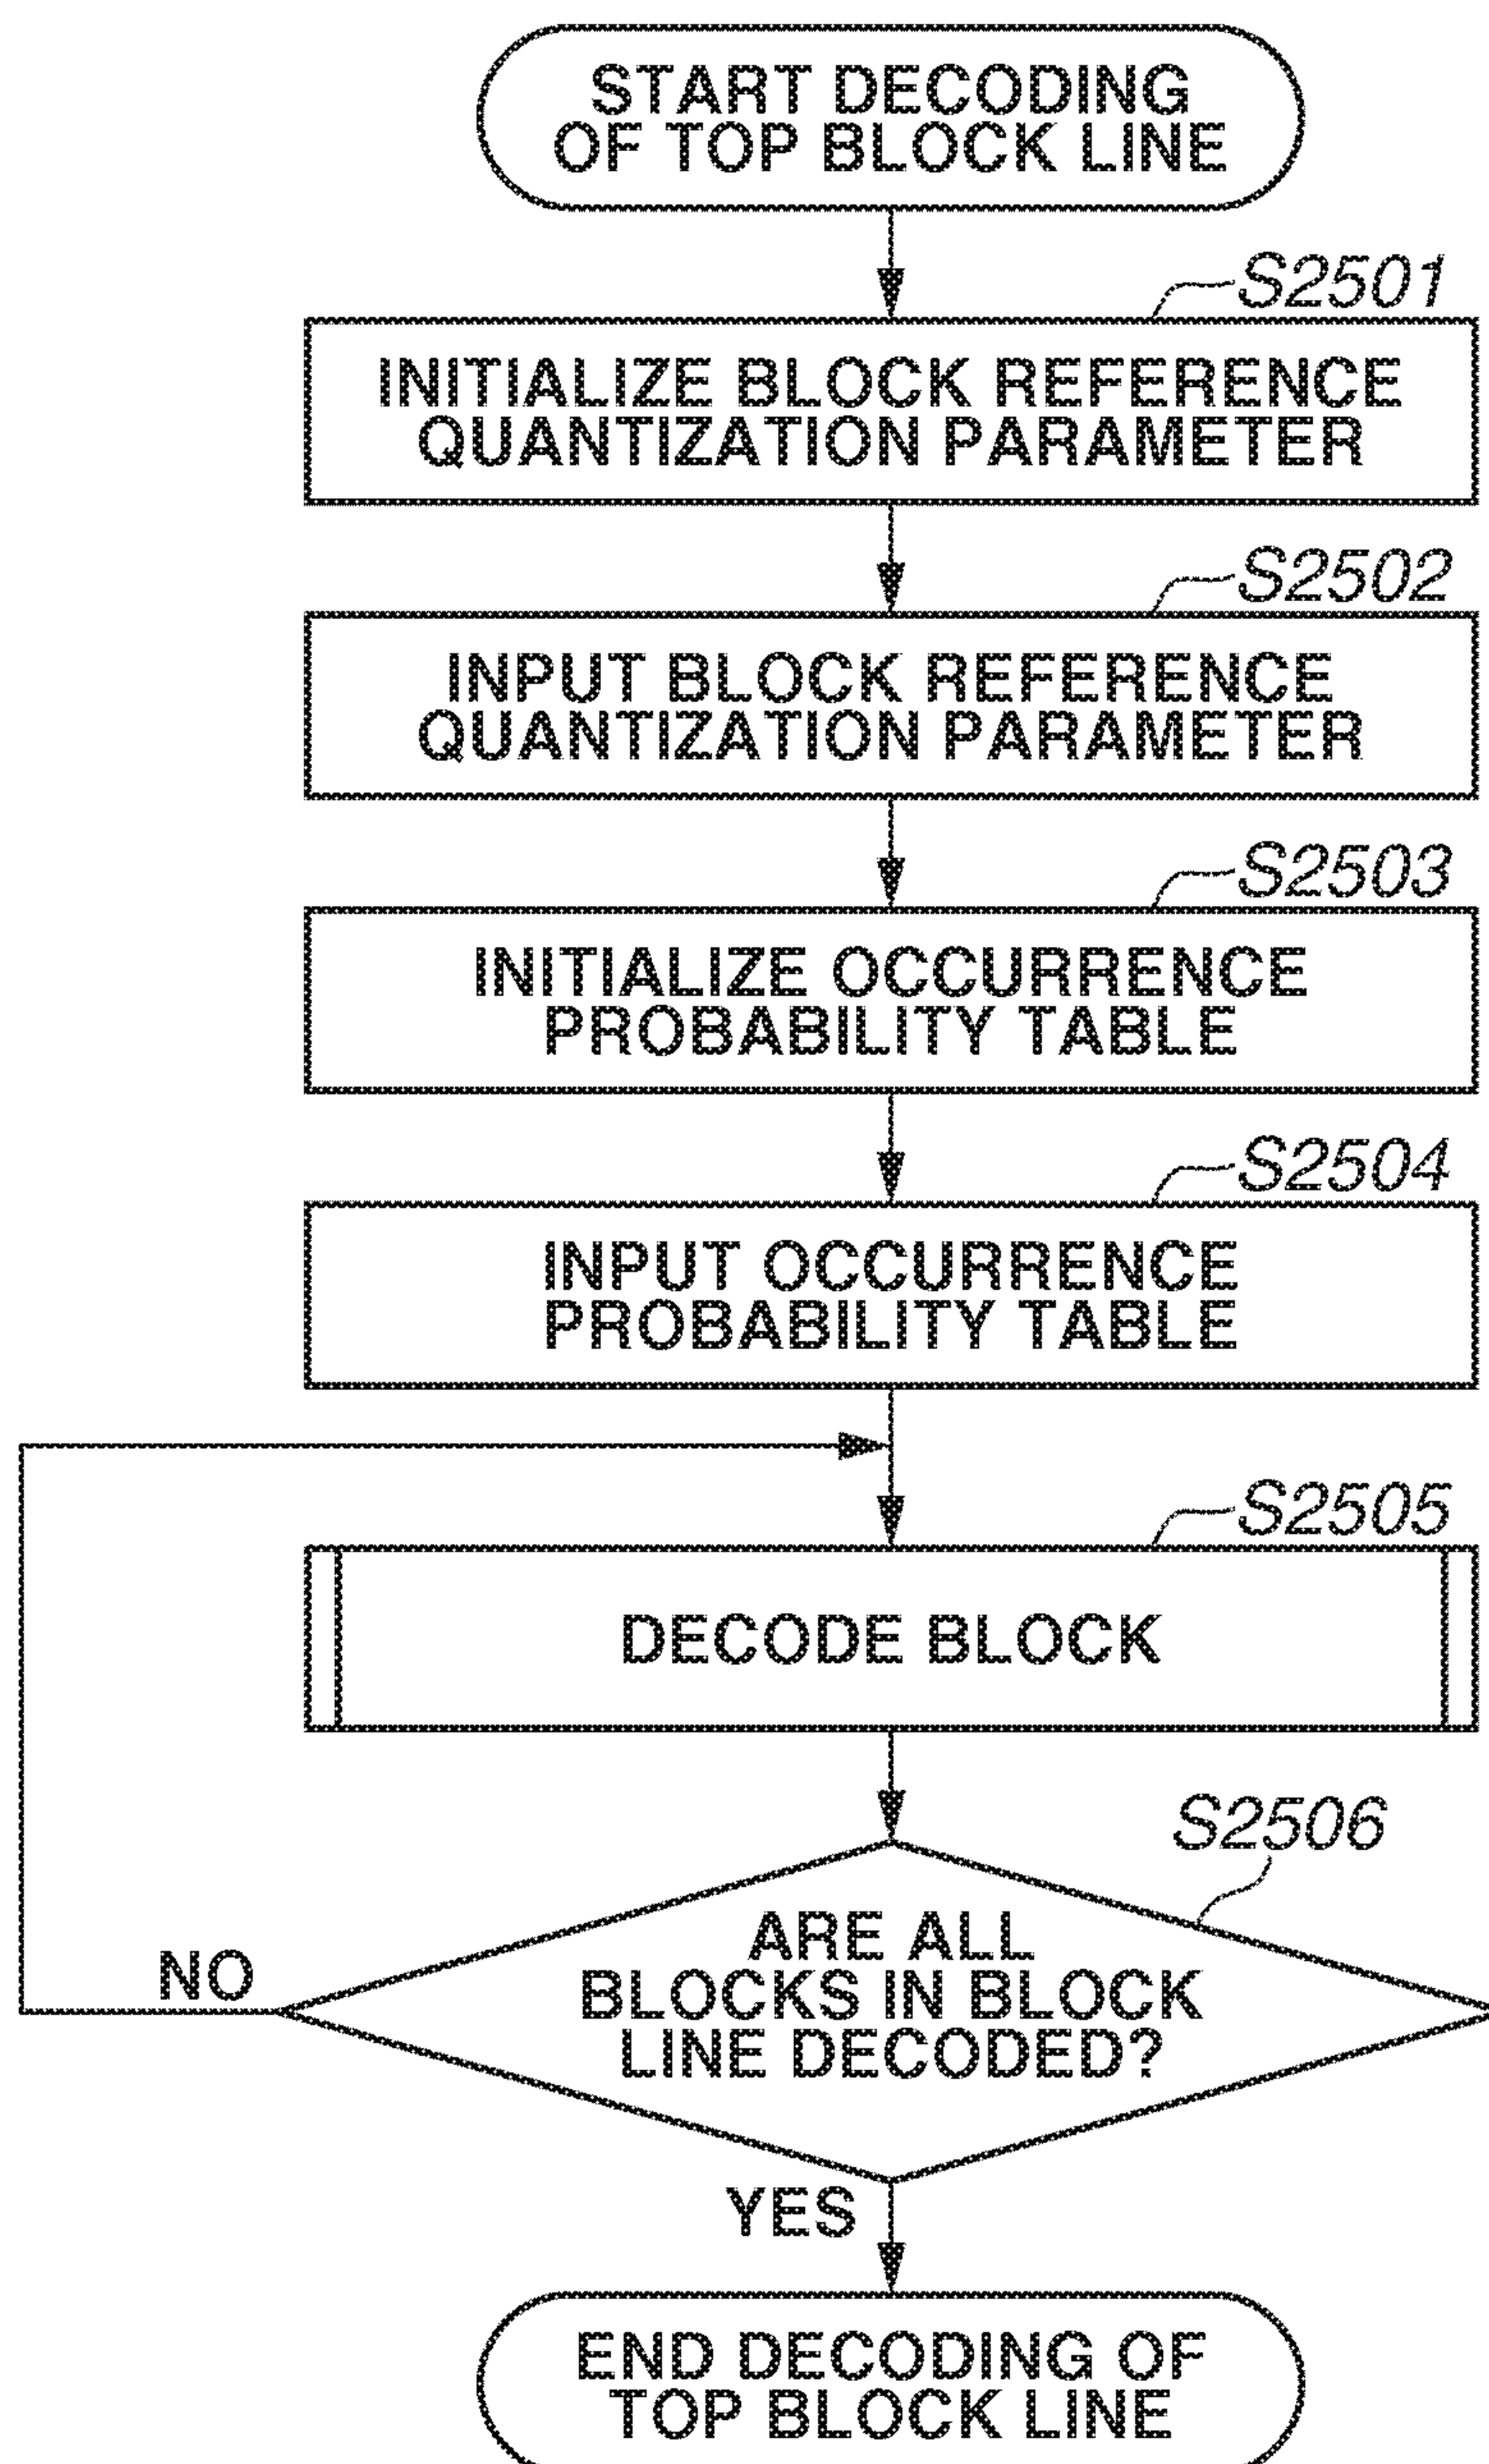 START DECODING
OF TOP BLOCK LINE
S2501
INITIALIZE BLOCK REFERENCE
QUANTIZATION PARAMETER
S2502
INPUT BLOCK REFERENCE
QUANTIZATION PARAMETER
S2503
INITIALIZE OCCURRENCE
PROBABILITY TABLE
S2504
INPUT OCCURRENCE
PROBABILITY TABLE
S2505
DECODE BLOCK
S2506
ARE ALL
BLOCKS IN BLOCK
LINE DECODED?
NO
YES
END DECODING OF
TOP BLOCK LINE